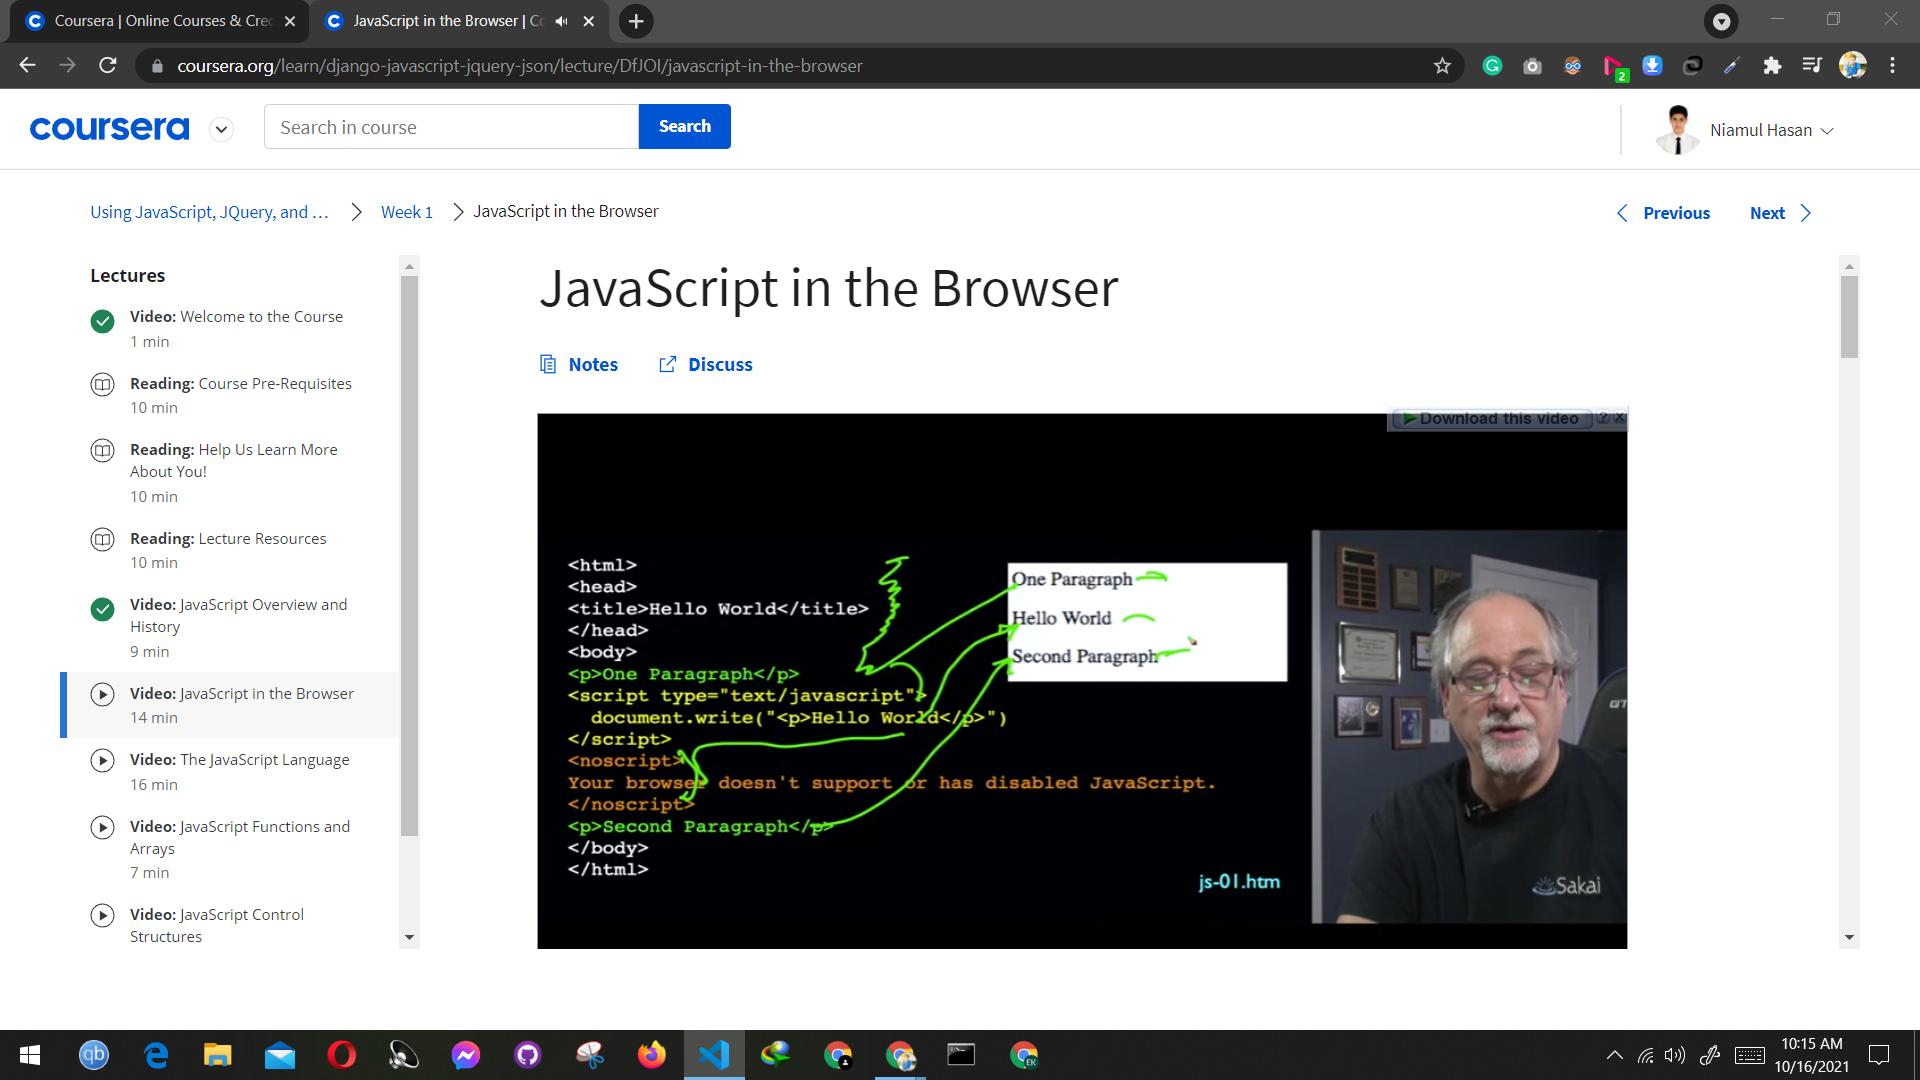 Coursera | Online Courses & Cred
JavaScript in the Browser | Co
coursera.org/learn/django-javascript-jquery-json/lecture/DfJOI/javascript-in-the-browser
2
coursera
Search in course
Search
Niamul Hasan
Using JavaScript, JQuery, and ...
Week 1
JavaScript in the Browser
Previous
Next
Lectures
Video: Welcome to the Course
1 min
Reading: Course Pre-Requisites
10 min
Reading: Help Us Learn More
About You!
10 min
Reading: Lecture Resources
10 min
Video: JavaScript Overview and
History
9 min
Video: JavaScript in the Browser
14 min
Video: The JavaScript Language
16 min
Video: JavaScript Functions and
Arrays
7 min
Video: JavaScript Control
Structures
JavaScript in the Browser
Notes
Discuss
Download this video
<html>
<head>
<title>Hello World</title>
</head>
<body>
<p>One Paragraph</p>
<script type="text/javascript">
document.write("<p>Hello World</p>")
</script>
<noscript>
Your browser doesn't support or has disabled JavaScript.
</noscript>
<p>Second Paragraph</p>
</body>
</html>
One Paragraph
Hello World
Second Paragraph
js-01.htm
Sakai
qb
EK
10:15 AM
10/16/2021